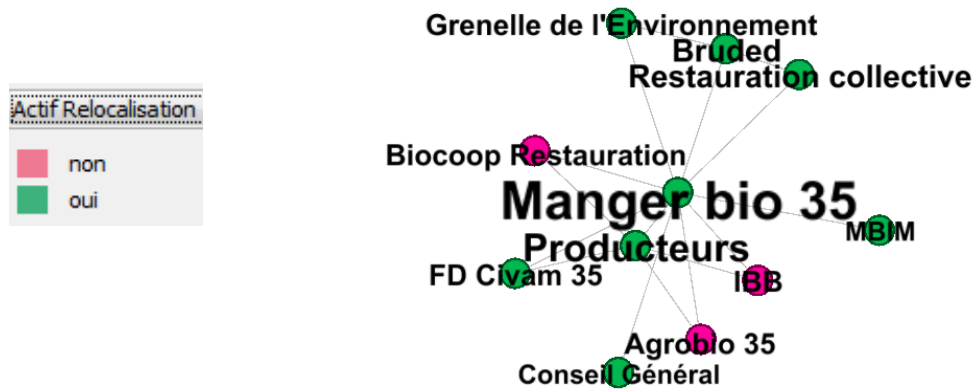 Actif Relocalisation
non
oui
Grenelle de l'Environnement
Bruded
Restauration collective
Biocoop Restauration
Manger bio 35
MBIM
Producteurs
FD Civam 35
IBB
Agrobio 35
Conseil Général